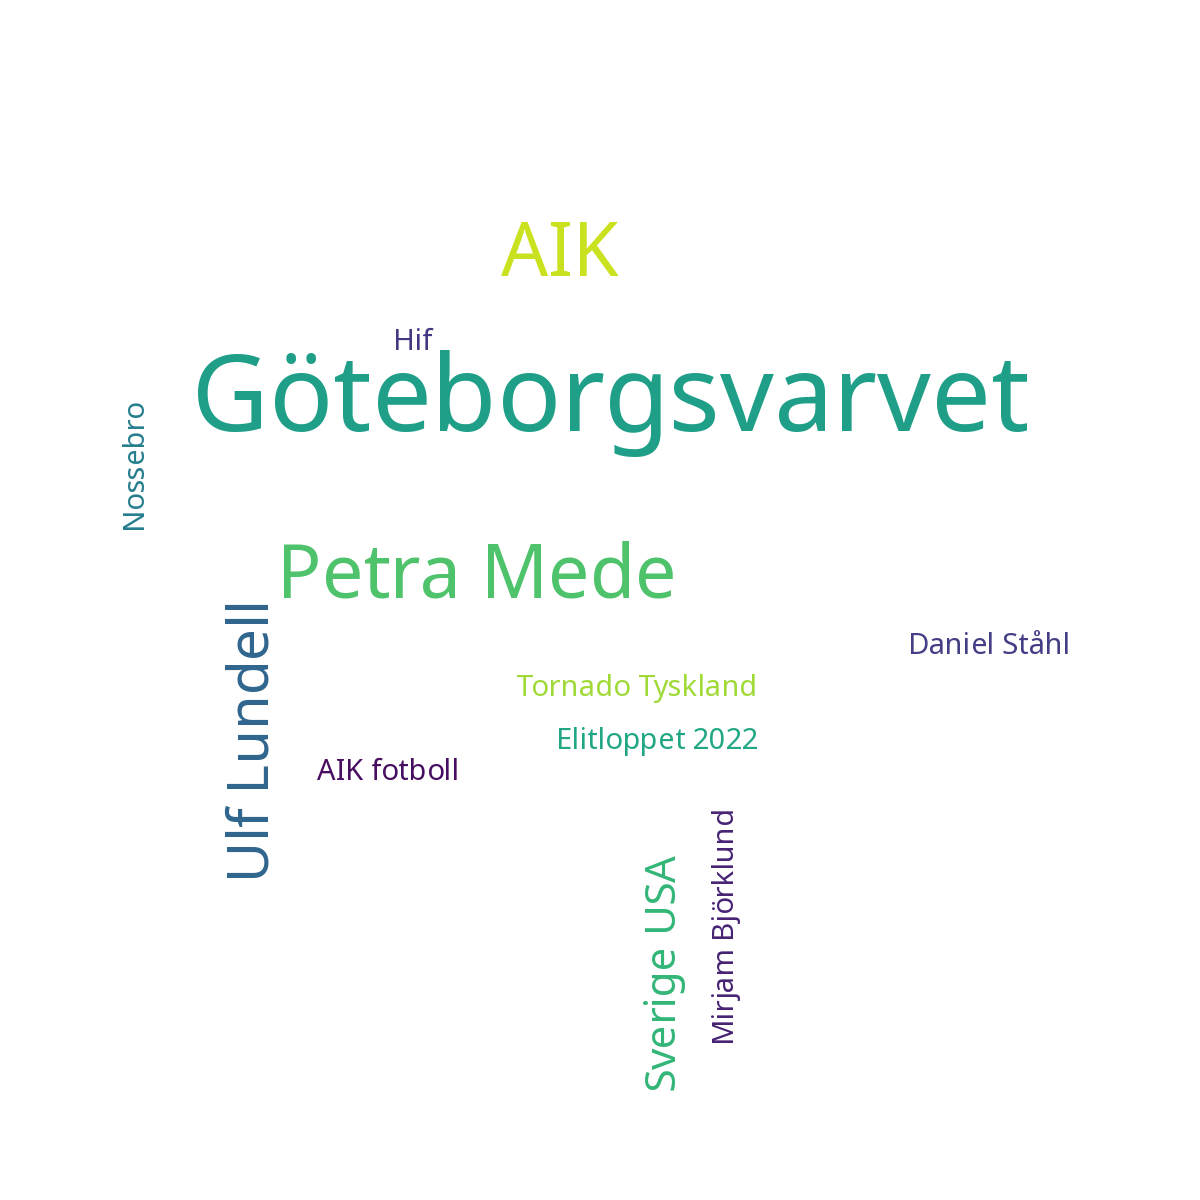 AIK
Hif
Göteborgsvarvet
Nossebro
Petra Mede
Ulf Lundell
Daniel Ståhl
Tornado Tyskland
Elitloppet 2022
AIK fotboll
Sverige USA
Mirjam Björklund